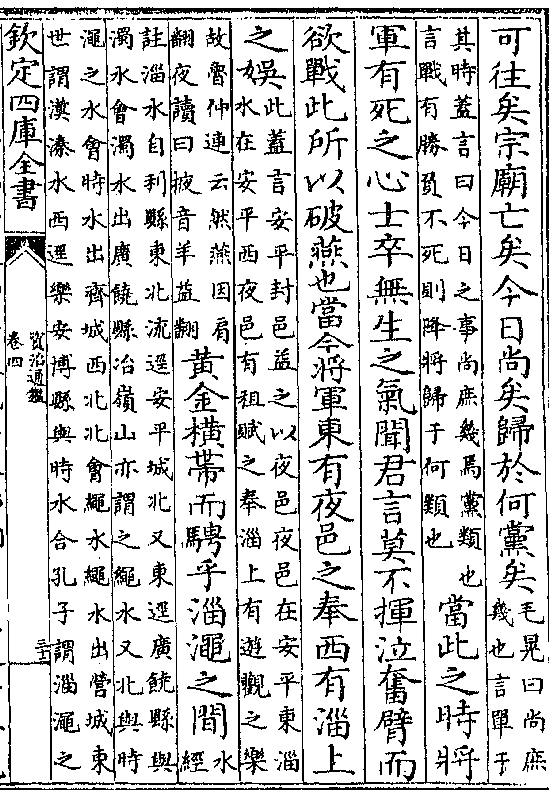 可往矣宗廟亡矣今日尚矣歸於何黨矣毛晃曰尚庶
幾也言單于
其時蓋言曰今日之事尚庶幾焉黨類也
言戰有勝負不死則降將歸于何類也
當此之時將
軍有死之心士卒無生之氣聞君言莫不揮泣奮臂而
欲戰此所以破燕也當今將軍東有夜邑之奉西有淄上
之娛
此蓋言安平封邑益之以夜邑夜邑在安平東淄
水在安平西夜邑有租賦之奉淄上有遊觀之樂
故魯仲連云然燕因肩
翻夜讀曰掖音羊益翻
黃金橫帶而騁乎淄澠之間
水
經
註淄水自利縣東北流逕安平城北又東逕廣饒縣與
濁水會濁水出廣饒縣冶嶺山亦謂之繩水又北與時
澠之水會時水出齊城西北北會繩水繩水出營城東
世謂漢溱水西逕樂安博縣與時水合孔子謂淄澠之
欽定四庫全書
資治通鑑
卷四